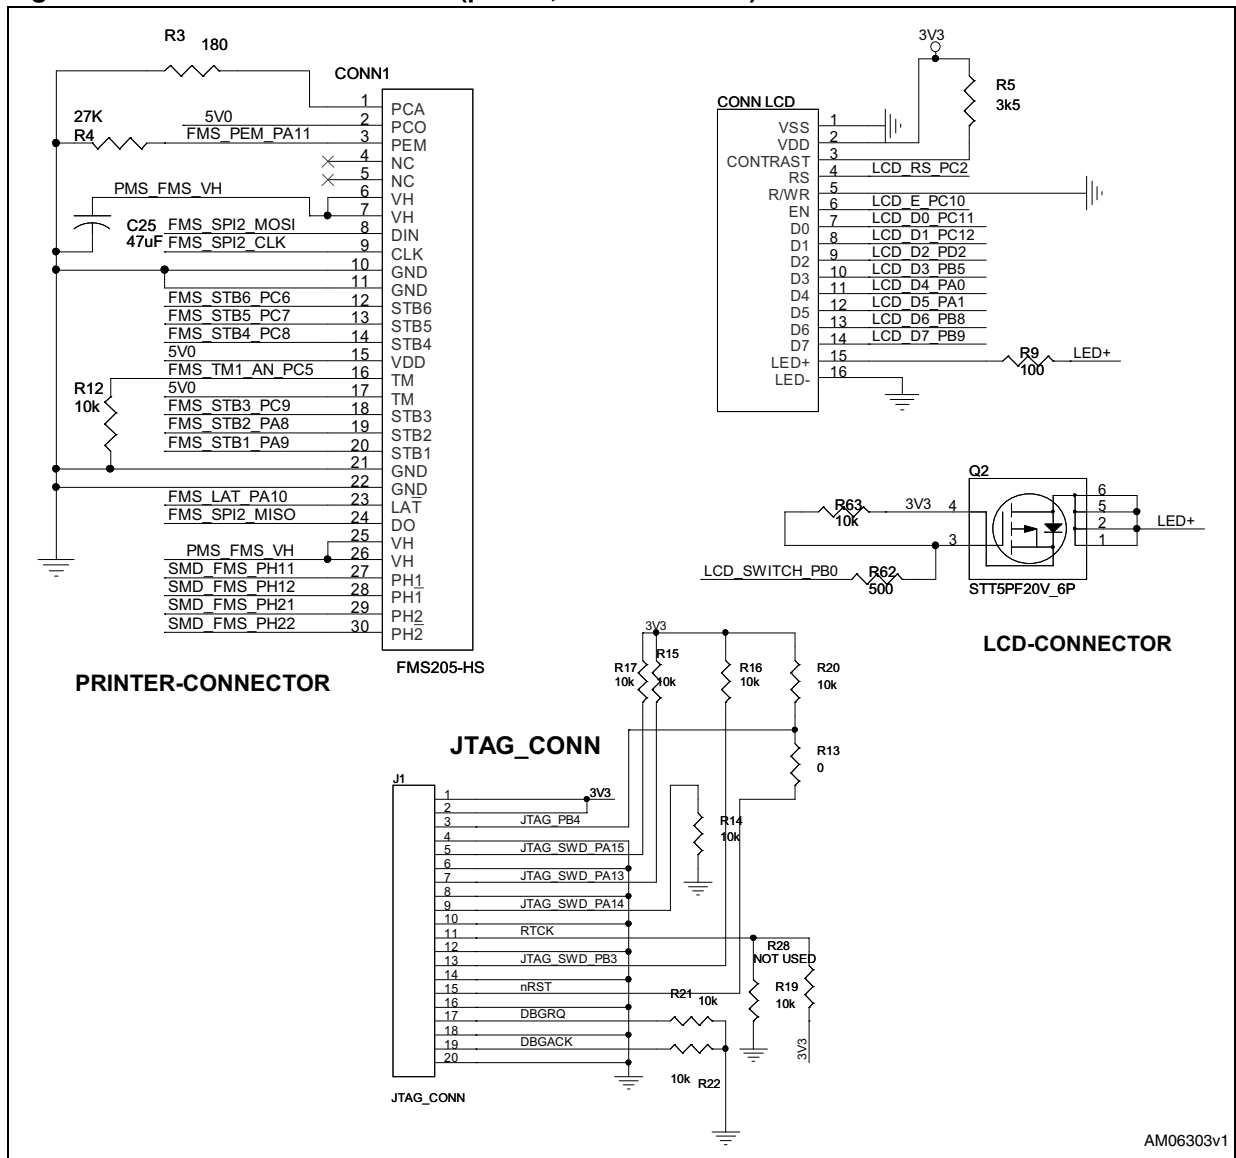 R3
180
CONN1
27K
R4
5V0
FMS_PEM_PA11
PMS_FMS_VH
C25
47uF
FMS_SPI2_MOSI
FMS_SPI2_CLK
FMS_STB6_PC6
FMS_STB5_PC7
FMS_STB4_PC8
5V0
FMS_TM1_AN_PC5
R12
10k
5V0
FMS_STB3_PC9
FMS_STB2_PA8
FMS_STB1_PA9
FMS_LAT_PA10
FMS_SPI2_MISO
PMS_FMS_VH
SMD_FMS_PH11
SMD_FMS_PH12
SMD_FMS_PH21
SMD_FMS_PH22
1 PCA
2 PCO
3 PEM
4 NC
5 NC
6 VH
7 VH
8 DIN
9 CLK
10 GND
11 GND
12 STB6
13 STB5
14 STB4
15 VDD
16 TM
17 TM
18 STB3
19 STB2
20 STB1
21 GND
22 GND
23 LAT
24 DO
25 VH
26 VH
27 PH1
28 PH1
29 PH2
30 PH2
FMS205-HS
PRINTER-CONNECTOR
3V3
R5
3k5
CONN LCD
VSS 1
VDD 2
CONTRAST 3
RS 4 LCD_RS_PC2
R/WR 5
EN 6 LCD_E_PC10
D0 7 LCD_D0_PC11
D1 8 LCD_D1_PC12
D2 9 LCD_D2_PD2
D3 10 LCD_D3_PB5
D4 11 LCD_D4_PA0
D5 12 LCD_D5_PA1
D6 13 LCD_D6_PB8
D7 14 LCD_D7_PB9
LED+ 15
LED- 16
R9
100
LED+
Q2
R63
10k
3V3 4
3
6
5
2
1
LED+
LCD_SWITCH_PB0
R62
500
STT5PF20V_6P
LCD-CONNECTOR
3V3
R17
10k
R15
10k
R16
10k
R20
10k
R13
0
JTAG_CONN
J1
1
3V3
2
3 JTAG_PB4
4
5 JTAG_SWD_PA15
6
7 JTAG_SWD_PA13
8
9 JTAG_SWD_PA14
10
11 RTCK
12
13 JTAG_SWD_PB3
14
15 nRST
16
17 DBGRQ
18
19 DBGACK
20
R14
10k
R28
NOT USED
R19
10k
3V3
R21 10k
10k R22
JTAG_CONN
AM06303v1